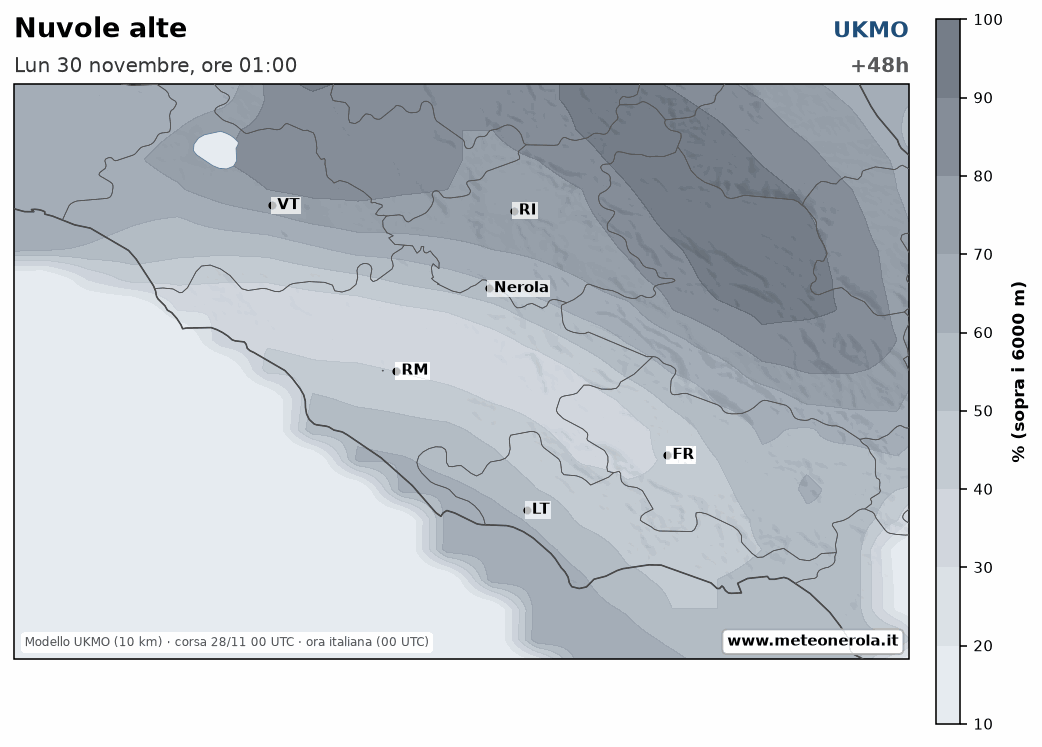 Nuvole alte
UKMO
Lun 30 novembre, ore 01:00
+48h
VT
RI
Nerola
RM
FR
LT
Modello UKMO (10 km) · corsa 28/11 00 UTC · ora italiana (00 UTC)
www.meteonerola.it
100
90
80
70
60
50
40
30
20
10
% (sopra i 6000 m)